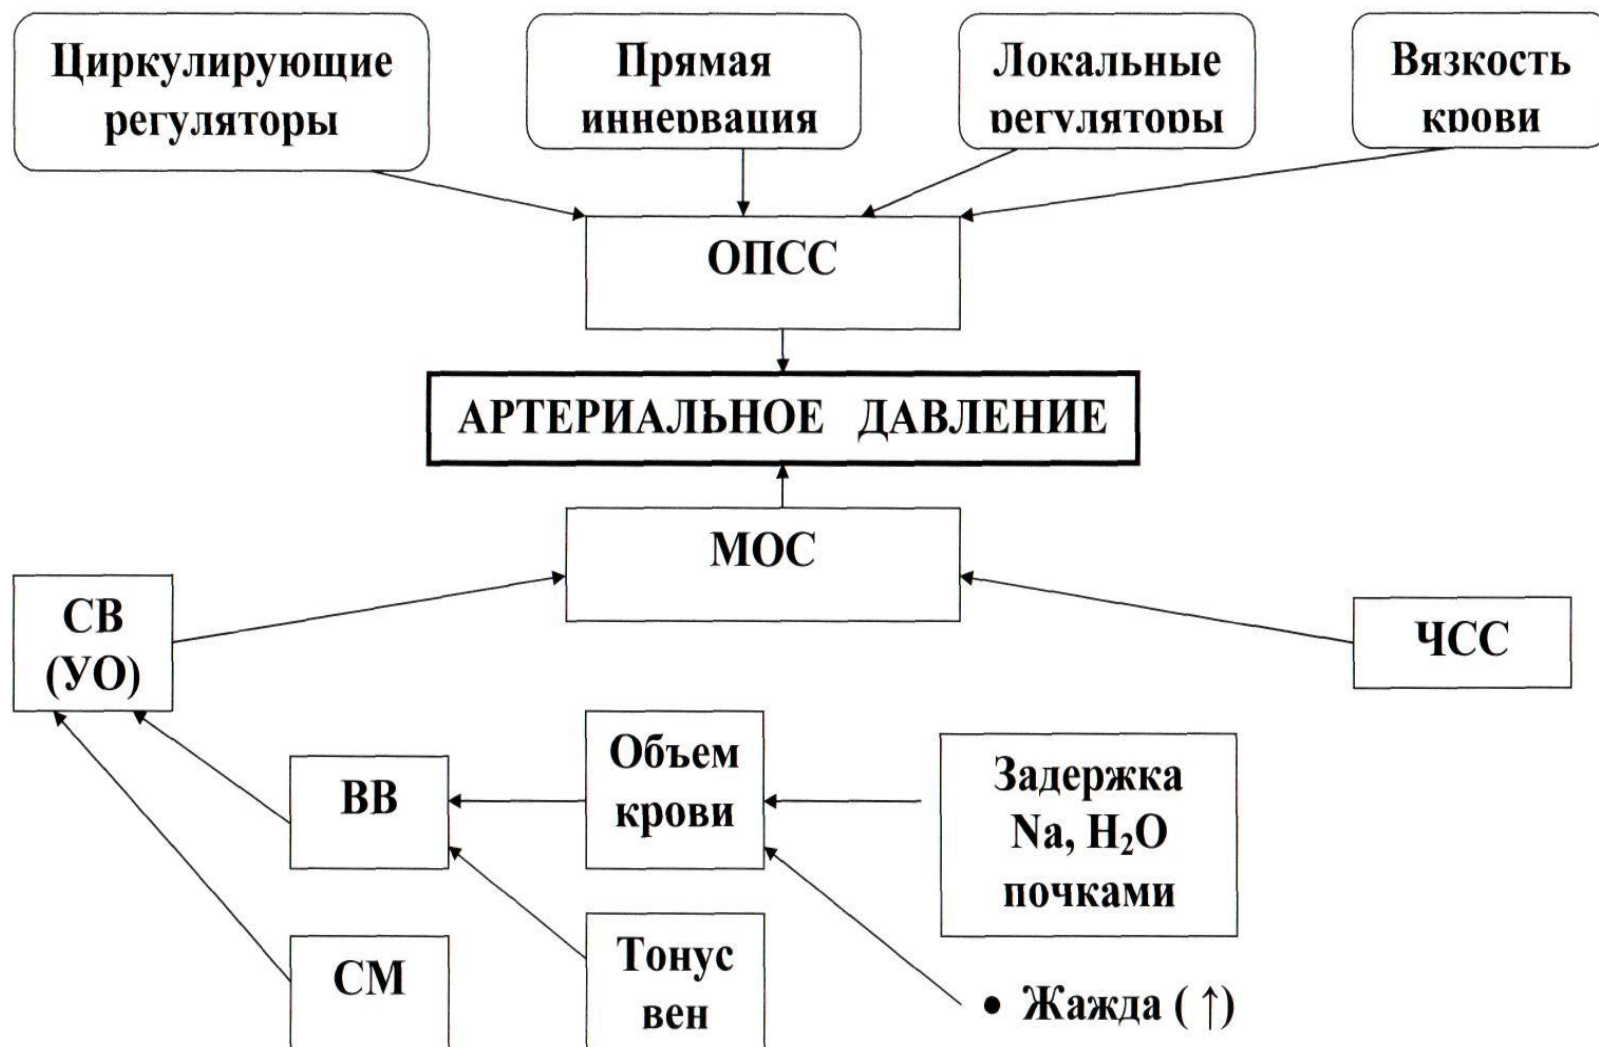 Циркулирующие
регуляторы
Прямая
иннервация
Локальные
регуляторы
Вязкость
крови
ОПСС
АРТЕРИАЛЬНОЕ ДАВЛЕНИЕ
МОС
СВ
(УО)
ЧСС
ВВ
Объем
крови
Задержка
Na, H₂O
почками
СМ
Тонус
вен
• Жажда ( ↑)